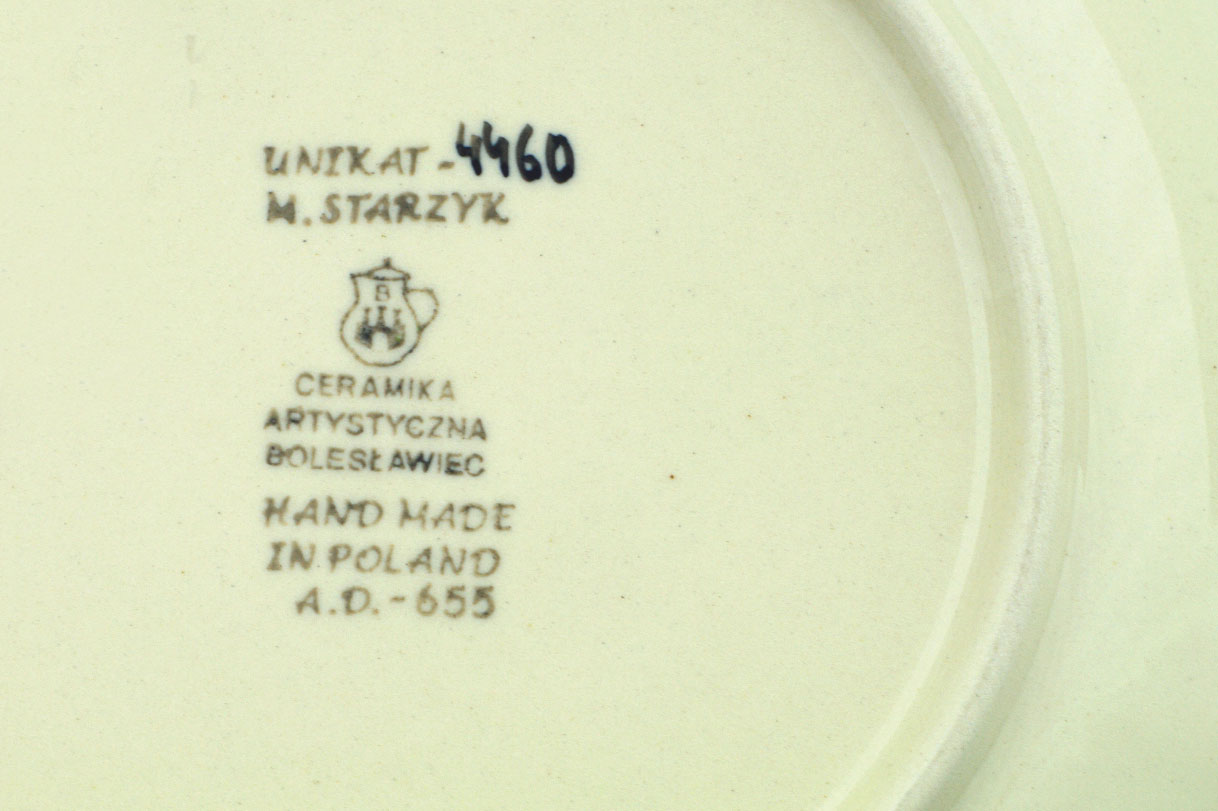 UNIKAT - 4460
M. STARZYK
B
CERAMIKA
ARTYSTYCZNA
BOLESŁAWIEC
HAND MADE
IN POLAND
A.D. - 655